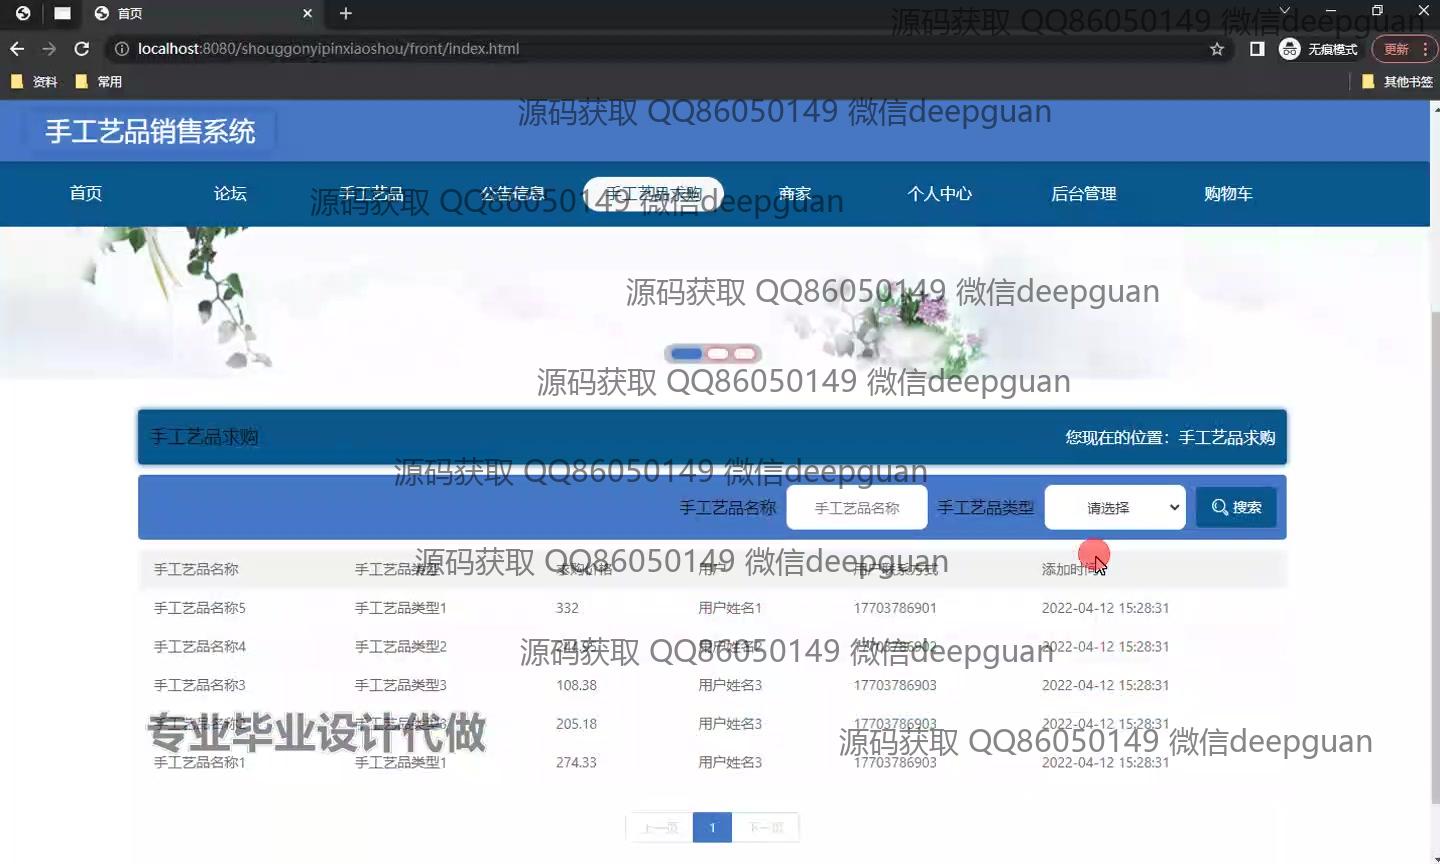 首页
源码获取 QQ86050149 微信deepguan
localhost:8080/shouggonyipinxiaoshou/front/index.html
无痕模式
更新
资料
常用
其他书签
源码获取 QQ86050149 微信deepguan
手工艺品销售系统
首页
论坛
手工艺品
公告信息
手工艺品求购
商家
个人中心
后台管理
购物车
源码获取 QQ86050149 微信deepguan
源码获取 QQ86050149 微信deepguan
源码获取 QQ86050149 微信deepguan
手工艺品求购
您现在的位置：手工艺品求购
源码获取 QQ86050149 微信deepguan
手工艺品名称
手工艺品名称
手工艺品类型
请选择
搜索
源码获取 QQ86050149 微信deepguan
手工艺品名称 手工艺品类型 求购价格 用户 用户联系方式 添加时间
手工艺品名称5 手工艺品类型1 332 用户姓名1 17703786901 2022-04-12 15:28:31
手工艺品名称4 手工艺品类型2 用户姓名2 17703786902 2022-04-12 15:28:31
源码获取 QQ86050149 微信deepguan
手工艺品名称3 手工艺品类型3 108.38 用户姓名3 17703786903 2022-04-12 15:28:31
手工艺品名称2 手工艺品类型3 205.18 用户姓名3 17703786903 2022-04-12 15:28:31
专业毕业设计代做
源码获取 QQ86050149 微信deepguan
手工艺品名称1 手工艺品类型1 274.33 用户姓名3 17703786903 2022-04-12 15:28:31
上一页
1
下一页